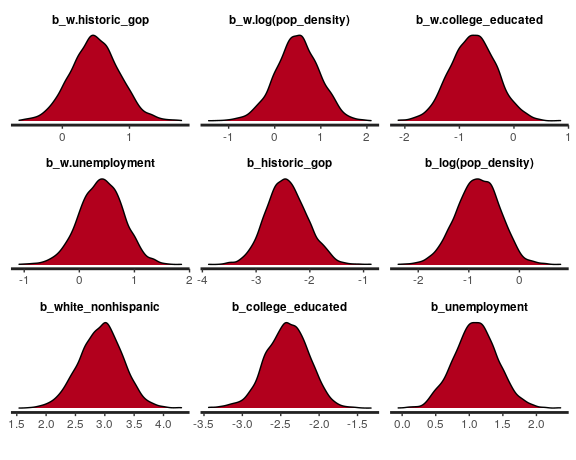 b_w.historic_gop b_w.log(pop_density) b_w.college_educated
0 1 -1 0 1 2 -2 -1 0 1
b_w.unemployment b_historic_gop b_log(pop_density)
-1 0 1 2 -4 -3 -2 -1 -2 -1 0
b_white_nonhispanic b_college_educated b_unemployment
1.5 2.0 2.5 3.0 3.5 4.0 -3.5 -3.0 -2.5 -2.0 -1.5 0.0 0.5 1.0 1.5 2.0